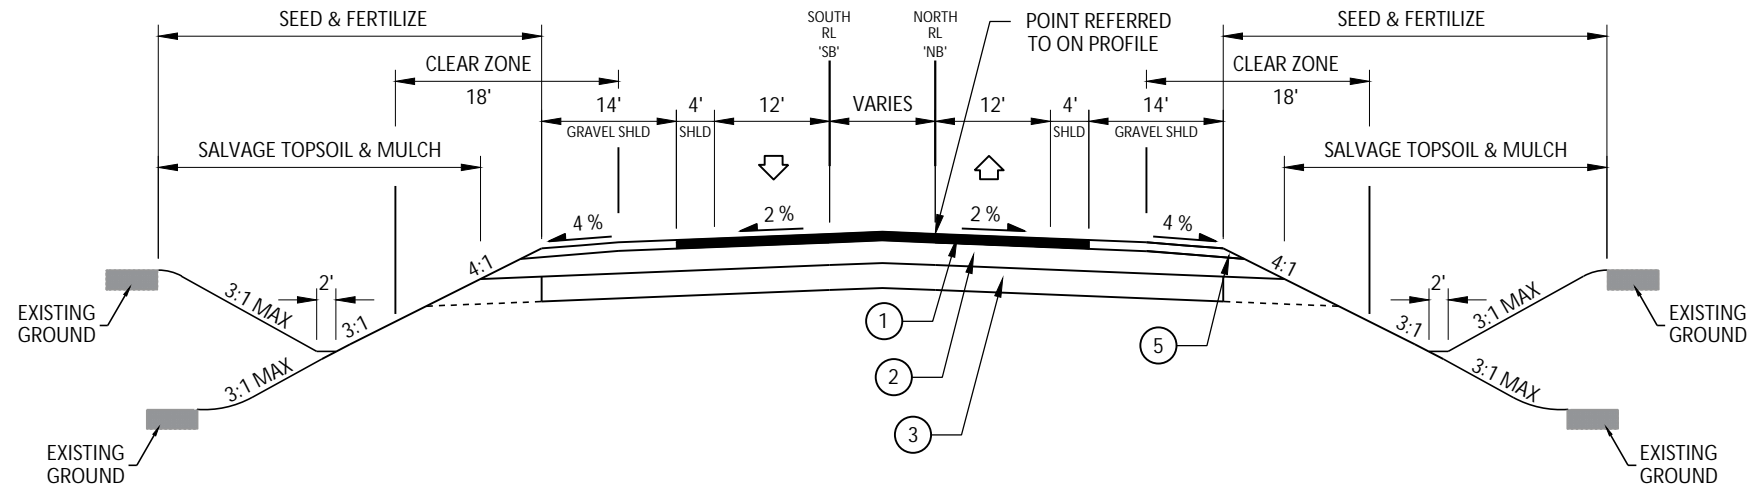 SEED & FERTILIZE
SOUTH
RL
'SB'
NORTH
RL
'NB'
POINT REFERRED
TO ON PROFILE
SEED & FERTILIZE
CLEAR ZONE
18'
CLEAR ZONE
18'
14'
4'
12'
VARIES
12'
4'
14'
GRAVEL SHLD
SHLD
SHLD
GRAVEL SHLD
SALVAGE TOPSOIL & MULCH
SALVAGE TOPSOIL & MULCH
4 %
2 %
2 %
4 %
4:1
4:1
2'
2'
3:1 MAX
3:1
3:1
3:1 MAX
EXISTING
GROUND
EXISTING
GROUND
1
5
2
3
3:1 MAX
3:1 MAX
EXISTING
GROUND
EXISTING
GROUND